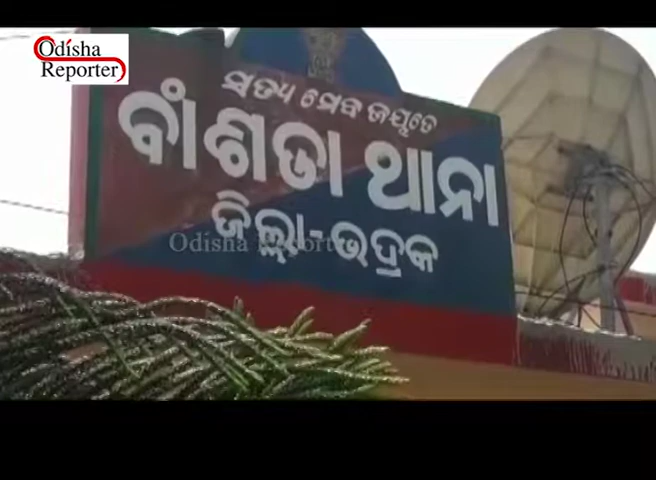 Odisha
Reporter
ସତ୍ୟ ମେବ ଜୟତେ
ବାଁଶଡା ଥାନା
ଜିଲ୍ଲା-ଭଦ୍ରକ
Odisha Reporter